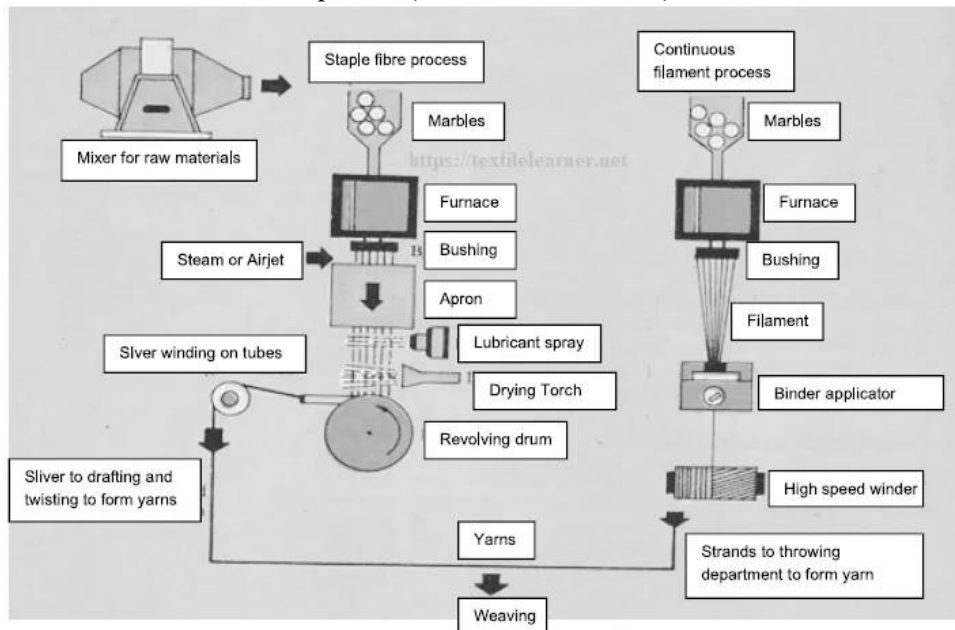 Staple fibre process
Continuous
filament process
Mixer for raw materials
Marbles
Marbles
https://textilelearner.net
Furnace
Furnace
Steam or Airjet
Bushing
Bushing
Apron
Filament
Slver winding on tubes
Lubricant spray
Drying Torch
Binder applicator
Revolving drum
Sliver to drafting and
twisting to form yarns
High speed winder
Yarns
Strands to throwing
department to form yarn
Weaving